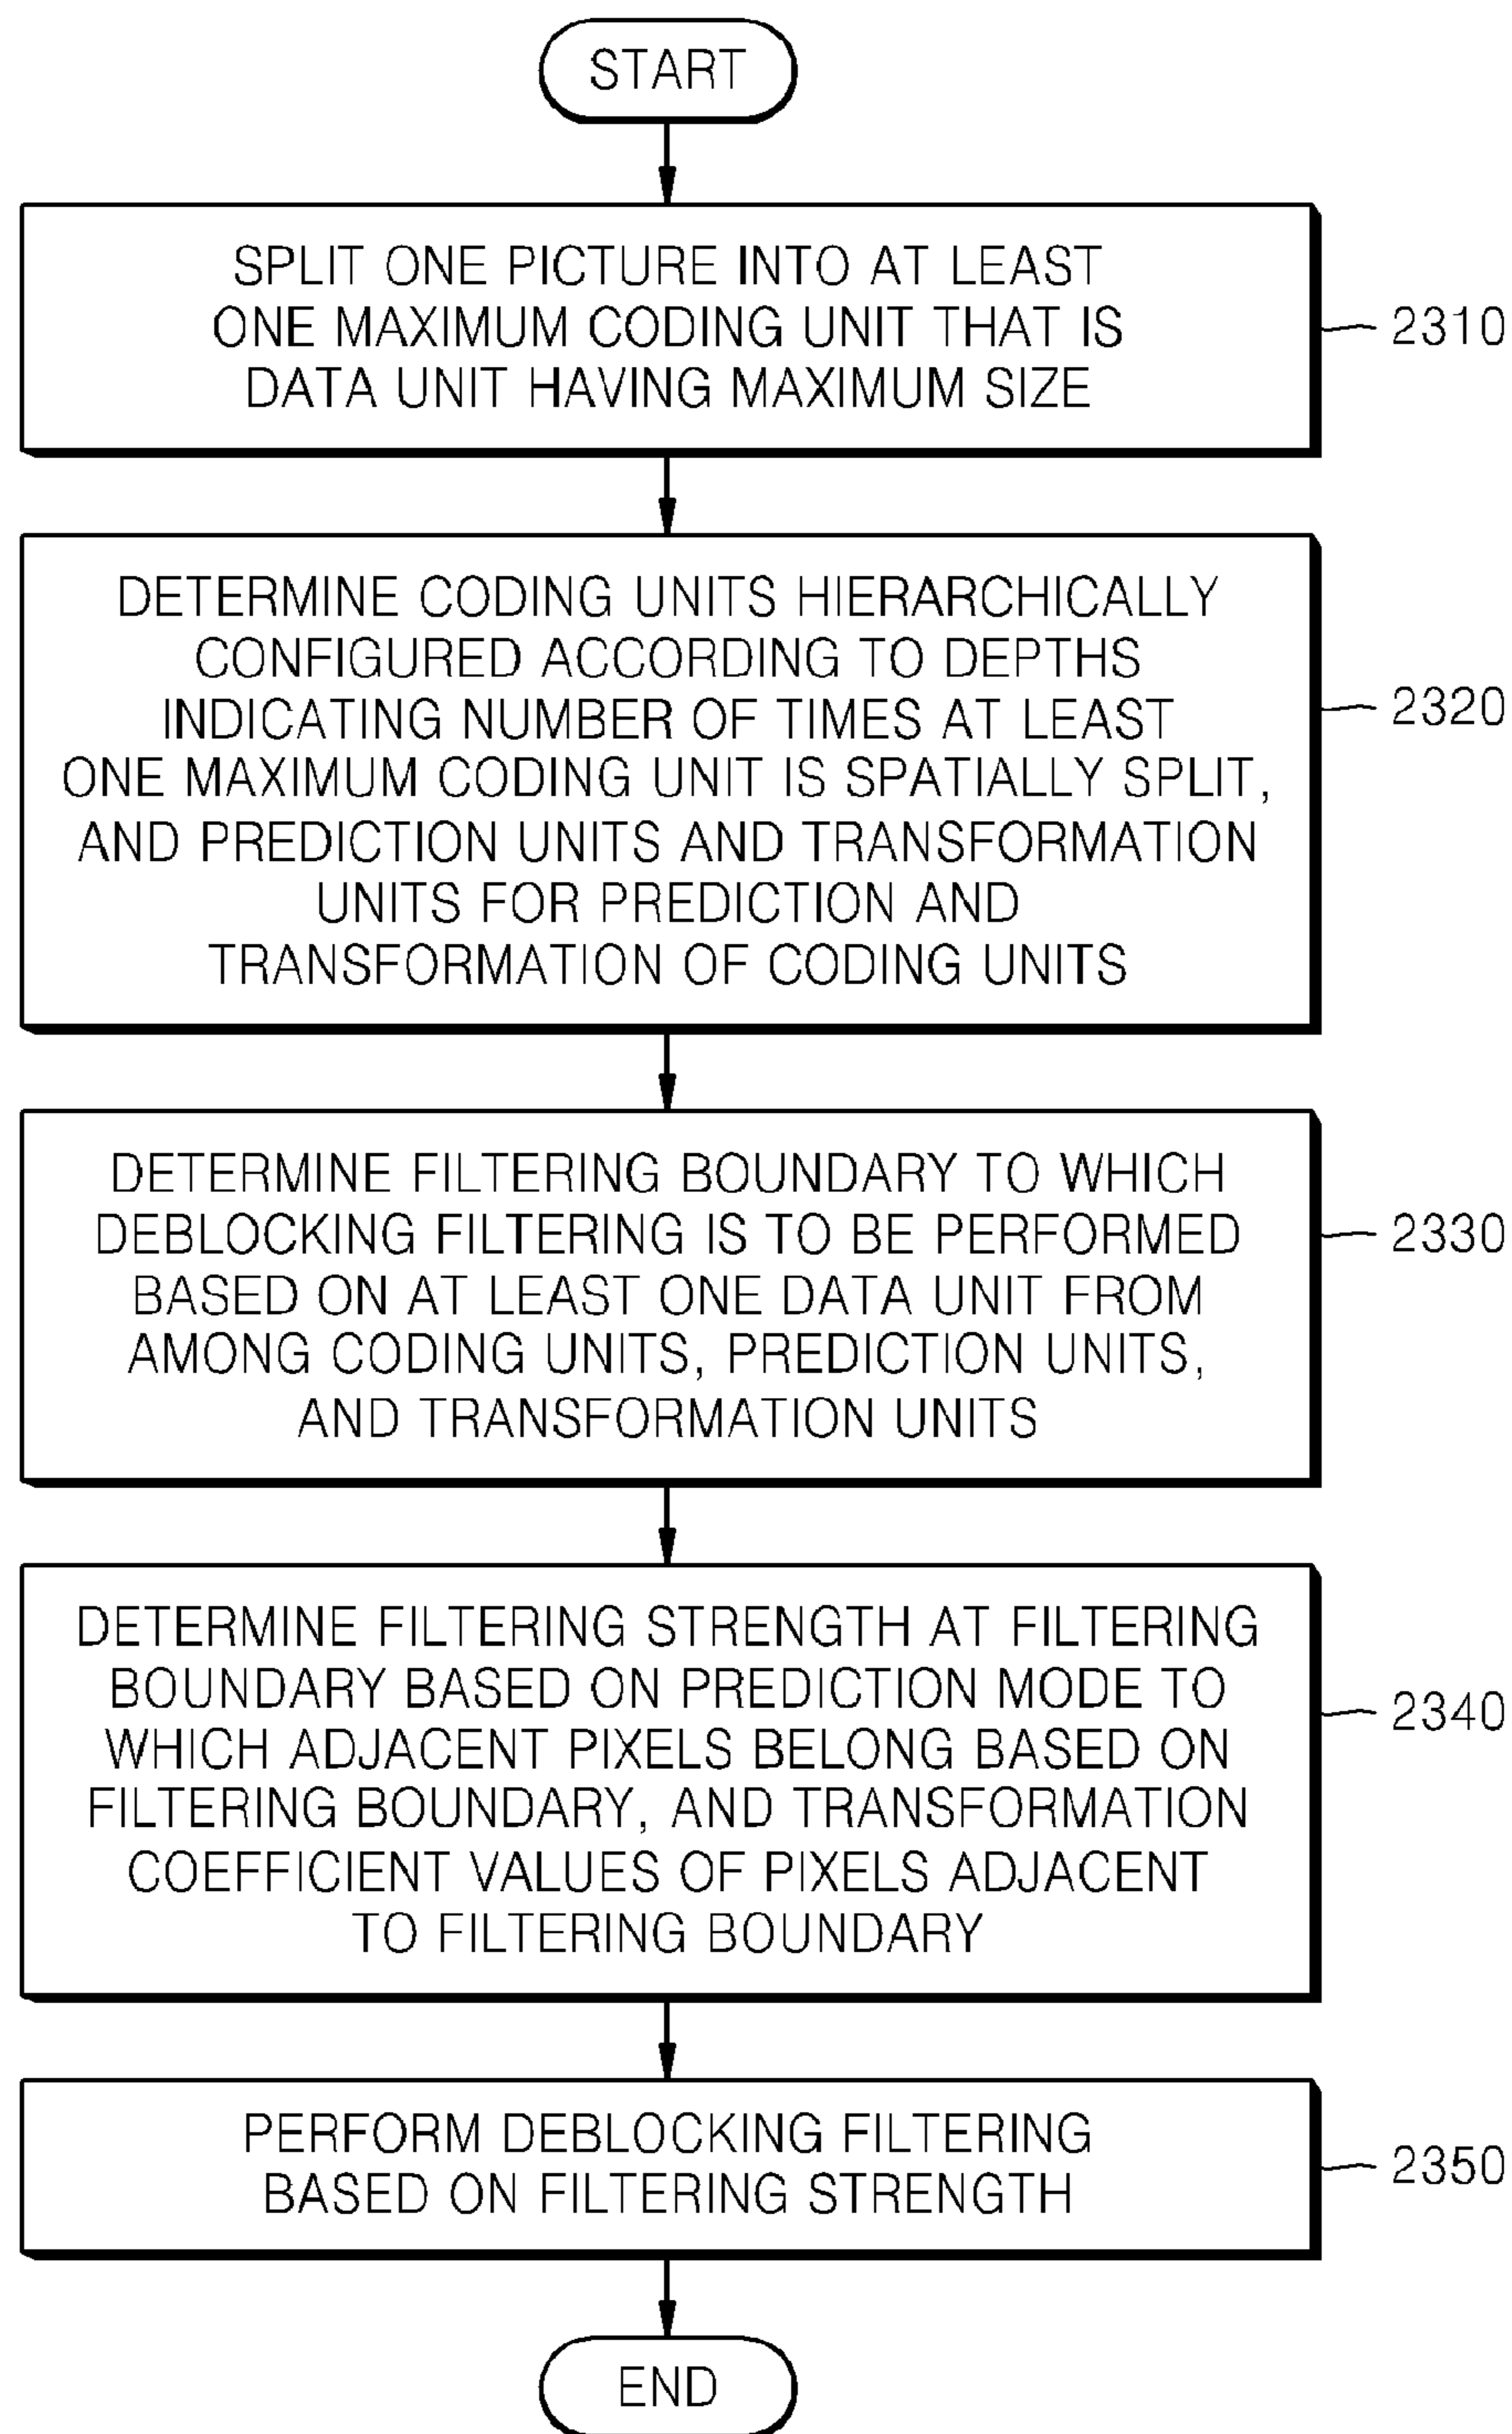 START
SPLIT ONE PICTURE INTO AT LEAST
ONE MAXIMUM CODING UNIT THAT IS
DATA UNIT HAVING MAXIMUM SIZE
2310
DETERMINE CODING UNITS HIERARCHICALLY
CONFIGURED ACCORDING TO DEPTHS
INDICATING NUMBER OF TIMES AT LEAST
ONE MAXIMUM CODING UNIT IS SPATIALLY SPLIT,
AND PREDICTION UNITS AND TRANSFORMATION
UNITS FOR PREDICTION AND
TRANSFORMATION OF CODING UNITS
2320
DETERMINE FILTERING BOUNDARY TO WHICH
DEBLOCKING FILTERING IS TO BE PERFORMED
BASED ON AT LEAST ONE DATA UNIT FROM
AMONG CODING UNITS, PREDICTION UNITS,
AND TRANSFORMATION UNITS
2330
DETERMINE FILTERING STRENGTH AT FILTERING
BOUNDARY BASED ON PREDICTION MODE TO
WHICH ADJACENT PIXELS BELONG BASED ON
FILTERING BOUNDARY, AND TRANSFORMATION
COEFFICIENT VALUES OF PIXELS ADJACENT
TO FILTERING BOUNDARY
2340
PERFORM DEBLOCKING FILTERING
BASED ON FILTERING STRENGTH
2350
END